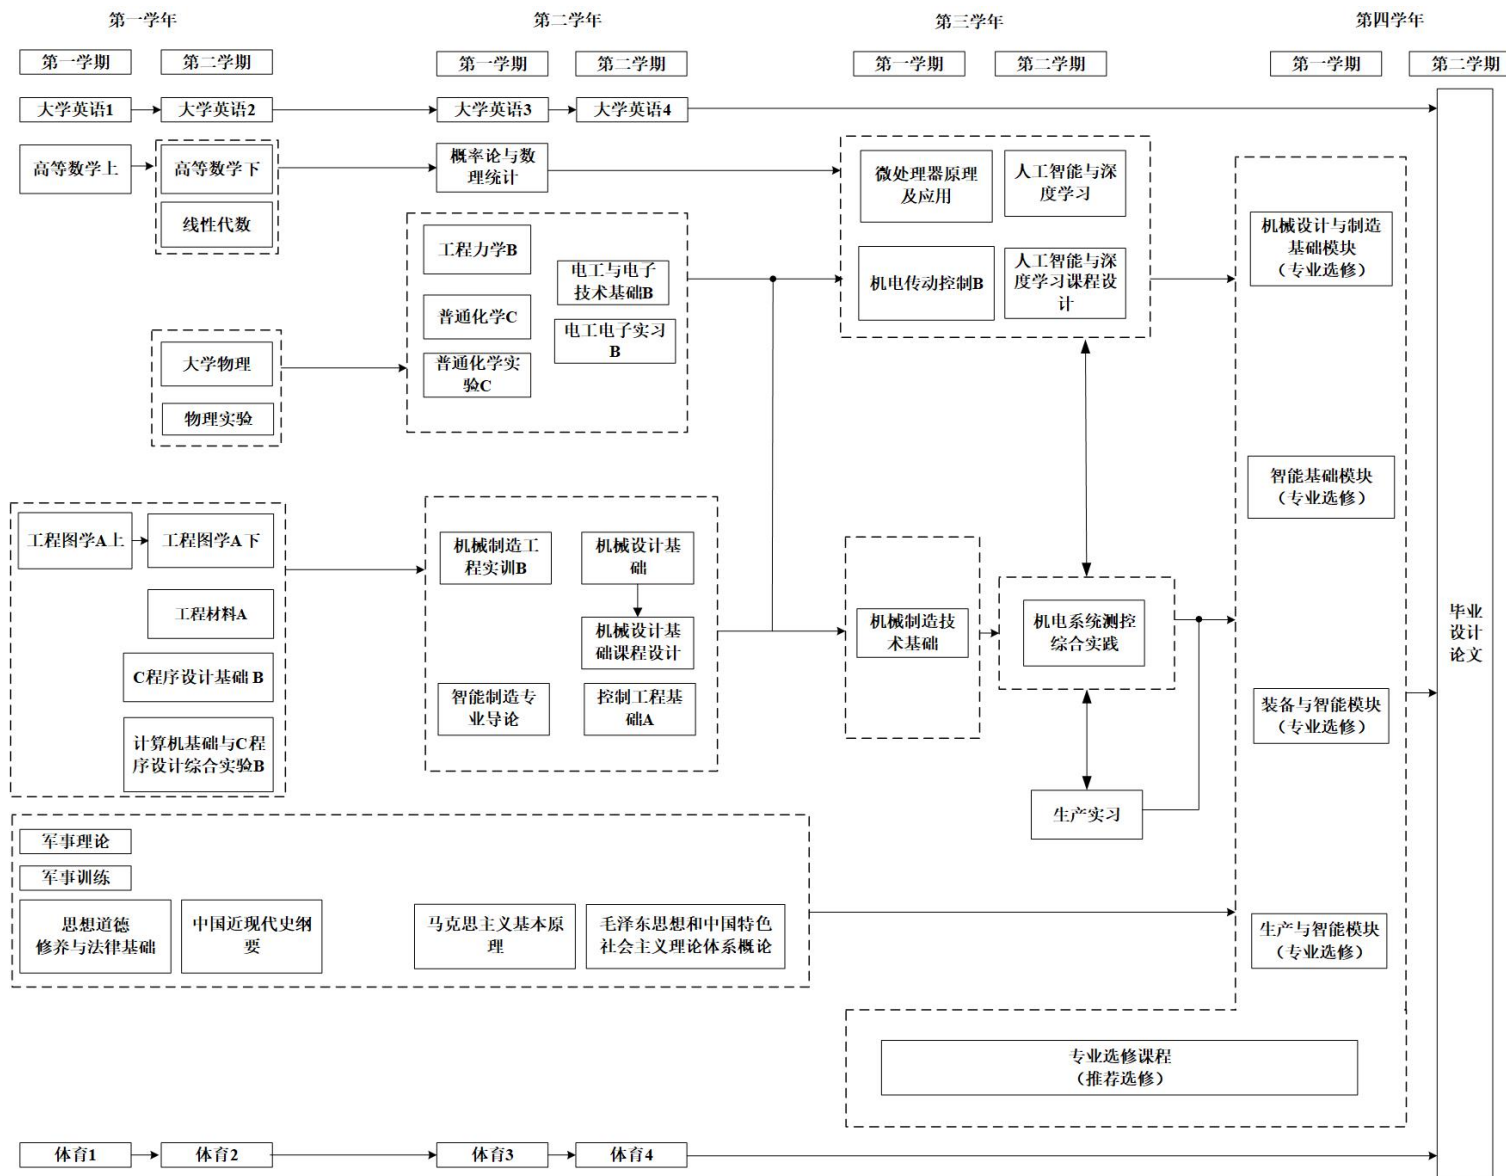 第一学年
第二学年
第三学年
第四学年
第一学期
第二学期
第一学期
第二学期
第一学期
第二学期
第一学期
第二学期
大学英语1
大学英语2
大学英语3
大学英语4
高等数学上
高等数学下
线性代数
概率论与数
理统计
微处理器原理
及应用
人工智能与深
度学习
机电传动控制B
人工智能与深
度学习课程设
计
机械设计与制造
基础模块
（专业选修）
工程力学B
电工与电子
技术基础B
普通化学C
电工电子实习
B
普通化学实
验C
大学物理
物理实验
智能基础模块
（专业选修）
工程图学A上
工程图学A下
工程材料A
C程序设计基础 B
计算机基础与C程
序设计综合实验B
机械制造工
程实训B
机械设计基
础
机械设计基
础课程设计
智能制造专
业导论
控制工程基
础A
机械制造技
术基础
机电系统测控
综合实践
生产实习
装备与智能模块
（专业选修）
毕业
设计
论文
军事理论
军事训练
思想道德
修养与法律基础
中国近现代史纲
要
马克思主义基本原
理
毛泽东思想和中国特色
社会主义理论体系概论
生产与智能模块
（专业选修）
专业选修课程
（推荐选修）
体育1
体育2
体育3
体育4